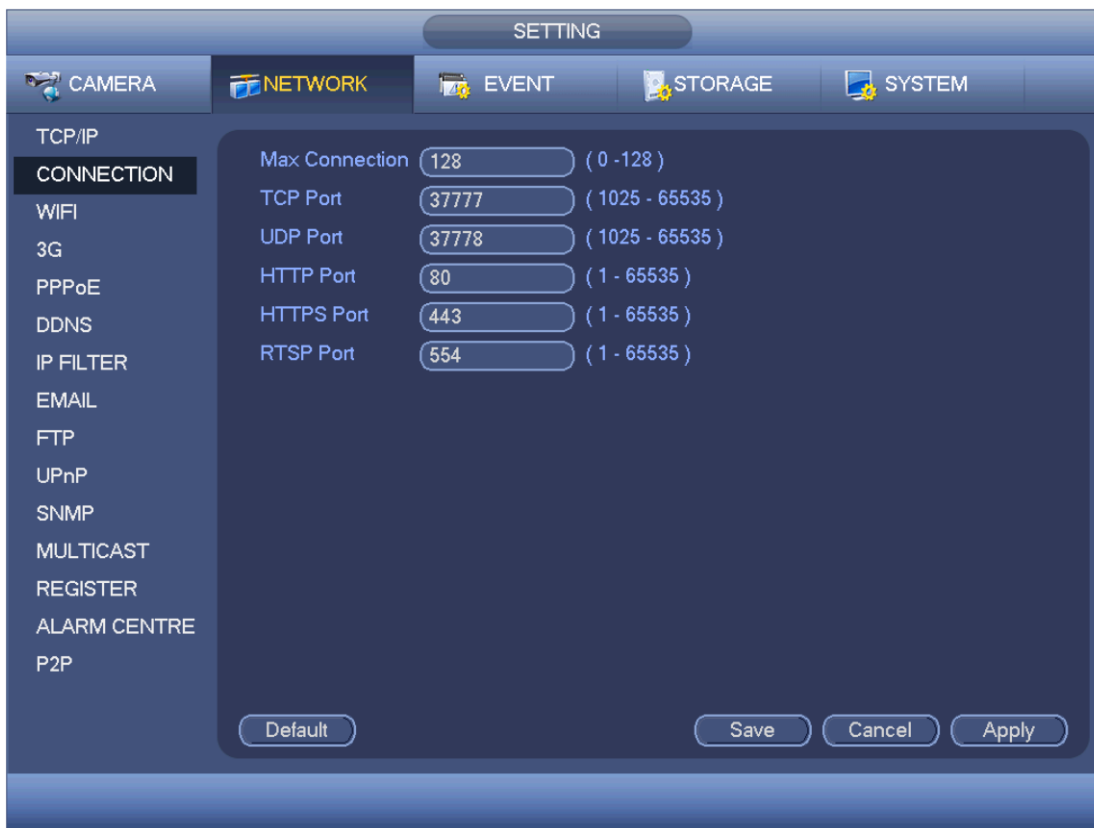 SETTING
CAMERA NETWORK EVENT STORAGE SYSTEM
TCP/IP
CONNECTION
WIFI
3G
PPPoE
DDNS
IP FILTER
EMAIL
FTP
UPnP
SNMP
MULTICAST
REGISTER
ALARM CENTRE
P2P
Max Connection 128 ( 0 -128 )
TCP Port 37777 ( 1025 - 65535 )
UDP Port 37778 ( 1025 - 65535 )
HTTP Port 80 ( 1 - 65535 )
HTTPS Port 443 ( 1 - 65535 )
RTSP Port 554 ( 1 - 65535 )
Default Save Cancel Apply